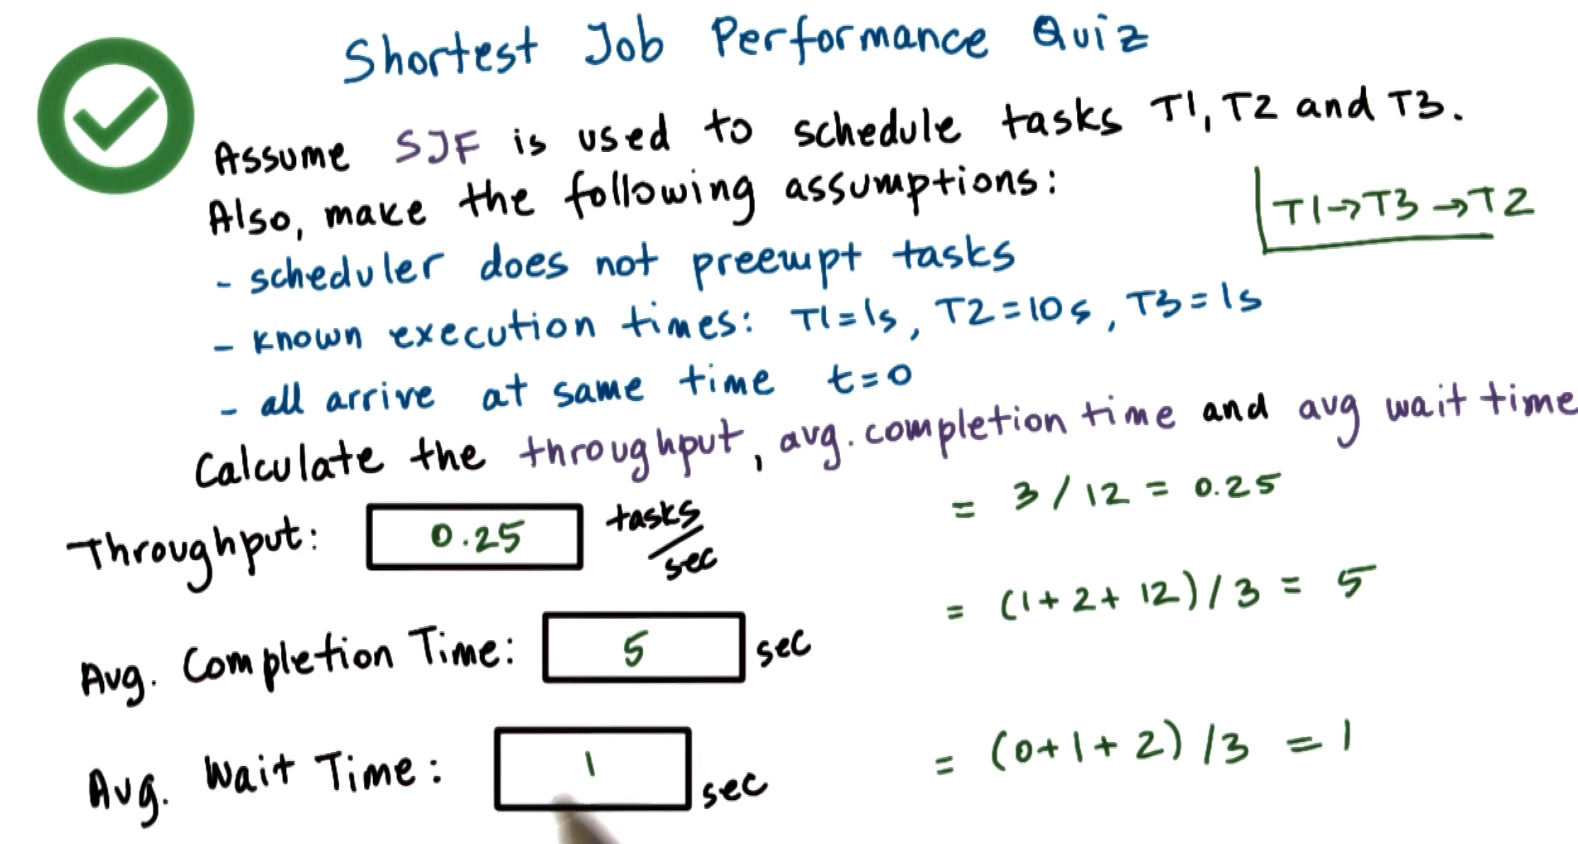 Shortest Job Performance Quiz
Assume SJF is used to schedule tasks T1, T2 and T3.
Also, make the following assumptions:
T1→T3→T2
- scheduler does not preempt tasks
- known execution times: T1=1s, T2=10s, T3=1s
- all arrive at same time t=0
Calculate the throughput, avg. completion time and avg wait time
Throughput: 0.25 tasks/sec = 3/12 = 0.25
Avg. Completion Time: 5 sec = (1+2+12)/3 = 5
Avg. Wait Time: 1 sec = (0+1+2)/3 = 1